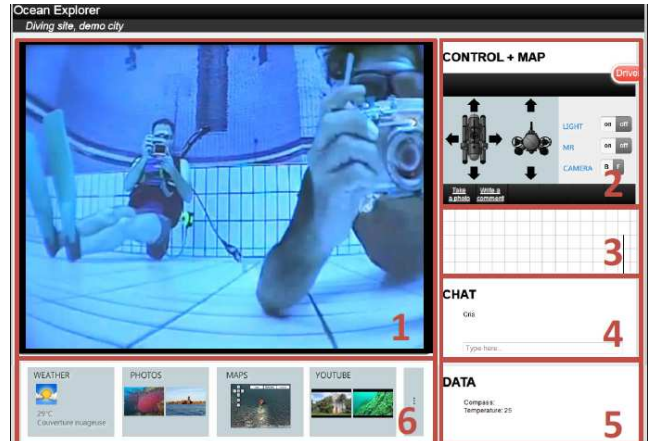 Ocean Explorer
Diving site, demo city
CONTROL + MAP
Drive
LIGHT on off
MR on off
CAMERA B F
Take a photo
Write a comment
2
1
3
CHAT
Cria
Type here...
4
WEATHER
29°C
Couverture nuageuse
PHOTOS
MAPS
YOUTUBE
6
DATA
Compass:
Temperature: 25
5